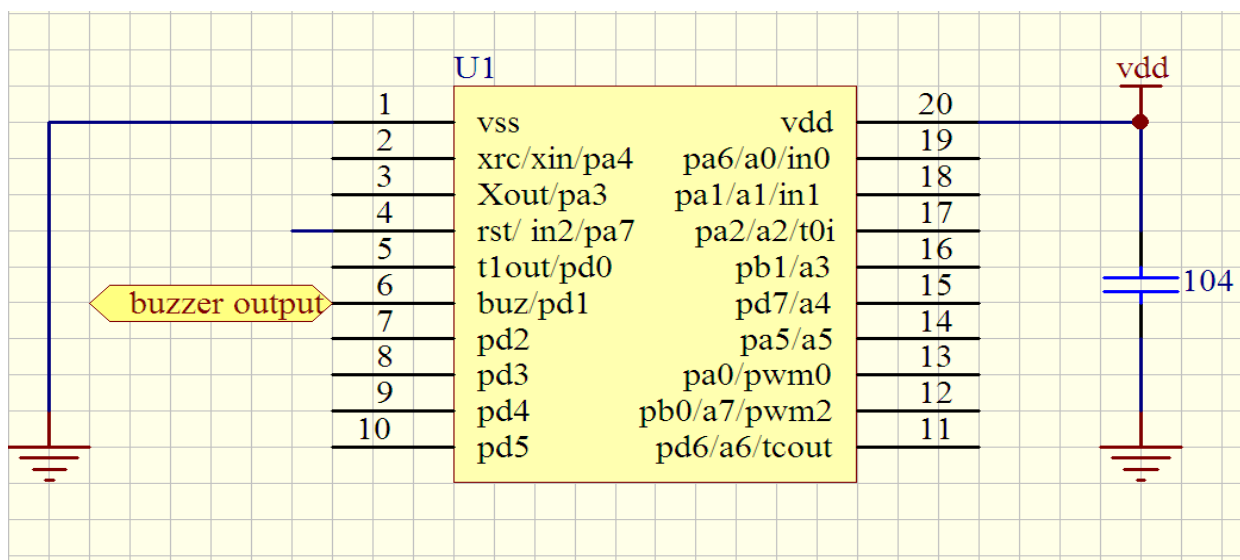 U1
vdd
1 vss vdd 20
2 xrc/xin/pa4 pa6/a0/in0 19
3 Xout/pa3 pa1/a1/in1 18
4 rst/ in2/pa7 pa2/a2/t0i 17
5 t1out/pd0 pb1/a3 16
buzzer output 6 buz/pd1 pd7/a4 15
104
7 pd2 pa5/a5 14
8 pd3 pa0/pwm0 13
9 pd4 pb0/a7/pwm2 12
10 pd5 pd6/a6/tcout 11